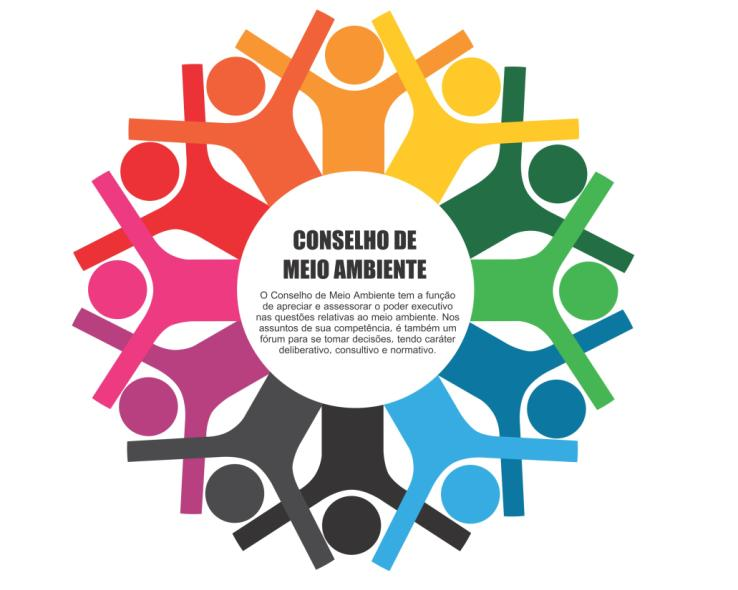 CONSELHO DE
MEIO AMBIENTE
O Conselho de Meio Ambiente tem a função
de apreciar e assessorar o poder executivo
nas questões relativas ao meio ambiente. Nos
assuntos de sua competência, é também um
fórum para se tomar decisões, tendo caráter
deliberativo, consultivo e normativo.